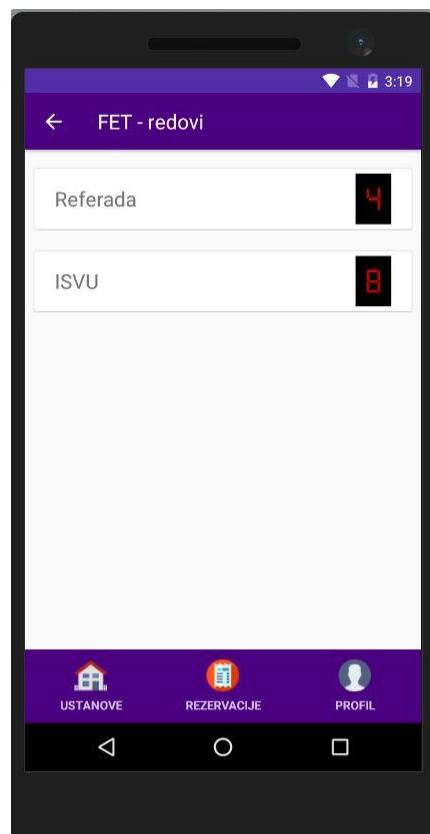 3:19
FET - redovi
Referada 4
ISVU 8
USTANOVE REZERVACIJE PROFIL